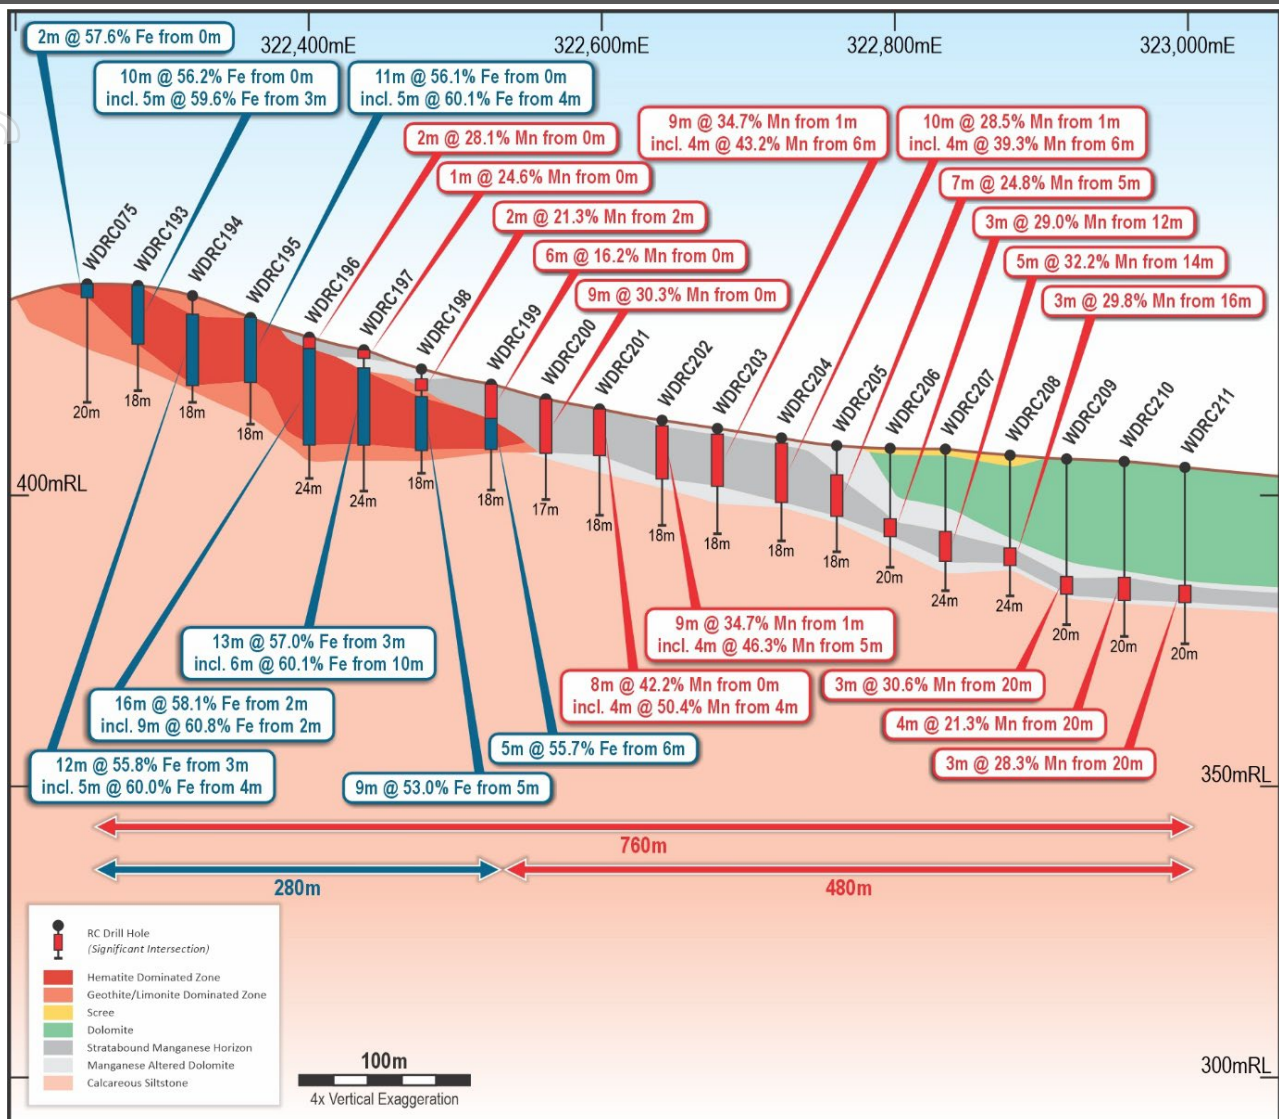 2m @ 57.6% Fe from 0m
322,400mE
322,600mE
322,800mE
323,000mE
10m @ 56.2% Fe from 0m
incl. 5m @ 59.6% Fe from 3m
11m @ 56.1% Fe from 0m
incl. 5m @ 60.1% Fe from 4m
2m @ 28.1% Mn from 0m
1m @ 24.6% Mn from 0m
2m @ 21.3% Mn from 2m
6m @ 16.2% Mn from 0m
9m @ 30.3% Mn from 0m
9m @ 34.7% Mn from 1m
incl. 4m @ 43.2% Mn from 6m
10m @ 28.5% Mn from 1m
incl. 4m @ 39.3% Mn from 6m
7m @ 24.8% Mn from 5m
3m @ 29.0% Mn from 12m
5m @ 32.2% Mn from 14m
3m @ 29.8% Mn from 16m
WDRC075
WDRC193
WDRC194
WDRC195
WDRC196
WDRC197
WDRC198
WDRC199
WDRC200
WDRC201
WDRC202
WDRC203
WDRC204
WDRC205
WDRC206
WDRC207
WDRC208
WDRC209
WDRC210
WDRC211
20m
18m
18m
18m
24m
24m
18m
18m
17m
18m
18m
18m
18m
18m
20m
24m
24m
20m
20m
20m
400mRL
13m @ 57.0% Fe from 3m
incl. 6m @ 60.1% Fe from 10m
16m @ 58.1% Fe from 2m
incl. 9m @ 60.8% Fe from 2m
12m @ 55.8% Fe from 3m
incl. 5m @ 60.0% Fe from 4m
9m @ 53.0% Fe from 5m
5m @ 55.7% Fe from 6m
9m @ 34.7% Mn from 1m
incl. 4m @ 46.3% Mn from 5m
8m @ 42.2% Mn from 0m
incl. 4m @ 50.4% Mn from 4m
3m @ 30.6% Mn from 20m
4m @ 21.3% Mn from 20m
3m @ 28.3% Mn from 20m
350mRL
760m
280m
480m
RC Drill Hole
(Significant Intersection)
Hematite Dominated Zone
Geothite/Limonite Dominated Zone
Scree
Dolomite
Stratabound Manganese Horizon
Manganese Altered Dolomite
Calcareous Siltstone
100m
4x Vertical Exaggeration
300mRL